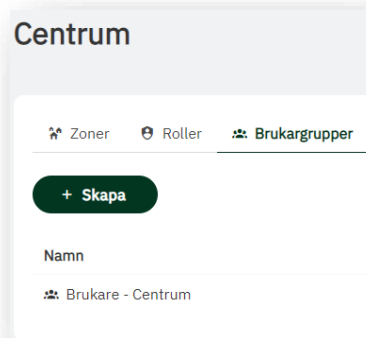 Centrum
Zoner Roller Brukargrupper
+ Skapa
Namn
Brukare - Centrum